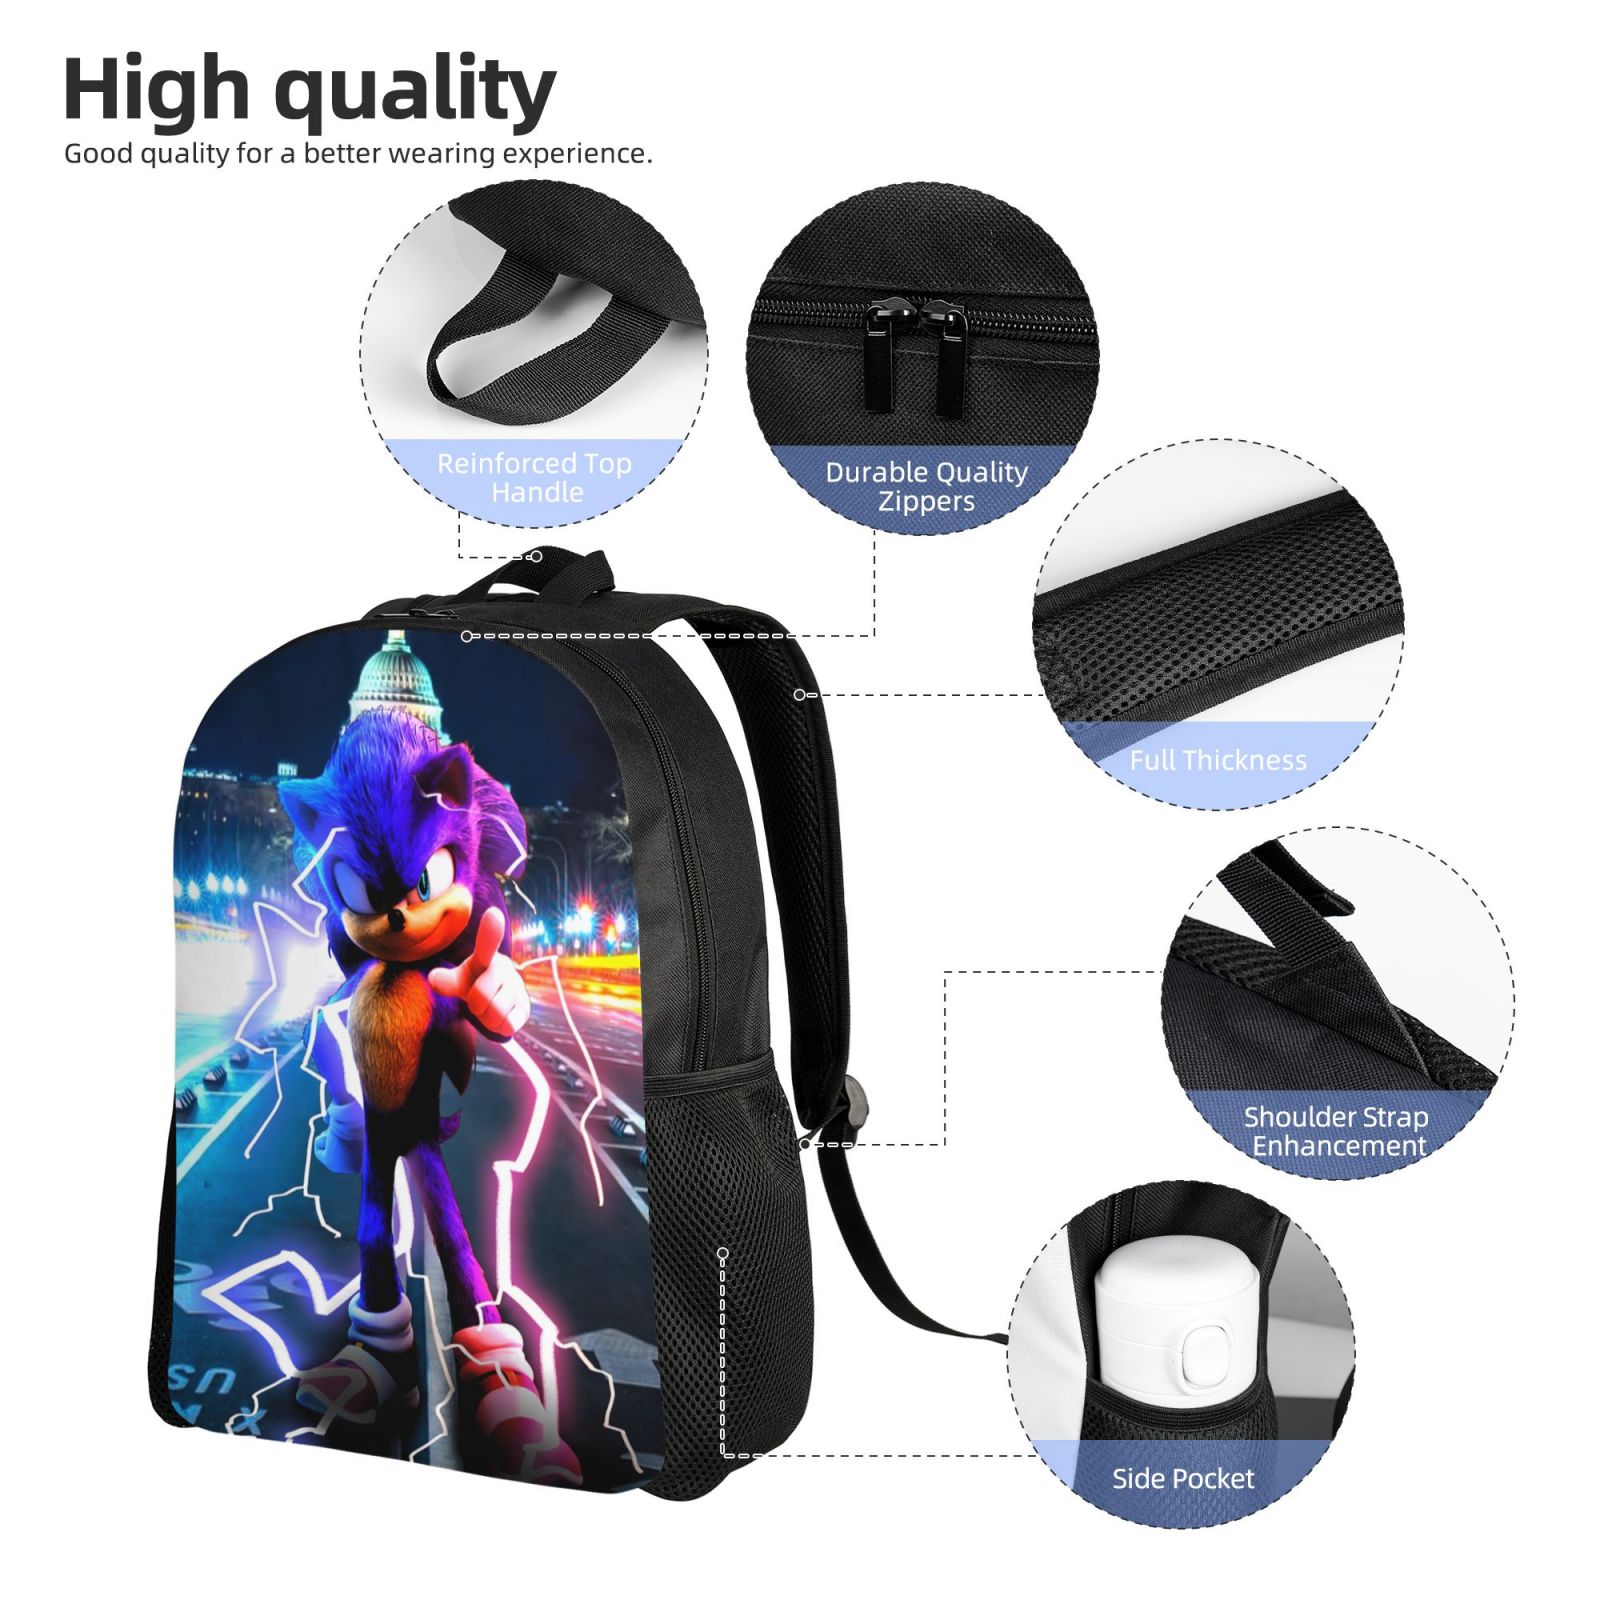 High quality
Good quality for a better wearing experience.
Reinforced Top
Handle
Durable Quality
Zippers
Full Thickness
Shoulder Strap
Enhancement
Side Pocket